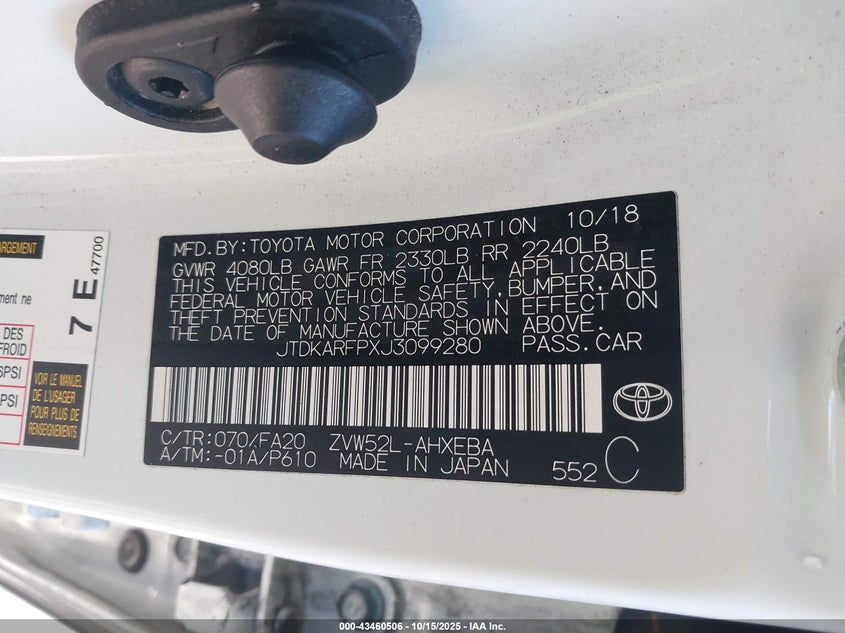 MFD. BY: TOYOTA MOTOR CORPORATION 10/18
GVWR 4080LB GAWR FR 2330LB RR 2240LB
THIS VEHICLE CONFORMS TO ALL APPLICABLE
FEDERAL MOTOR VEHICLE SAFETY, BUMPER, AND
THEFT PREVENTION STANDARDS IN EFFECT ON
THE DATE OF MANUFACTURE SHOWN ABOVE.
JTDKARFPXJ3099280 PASS. CAR
C/TR: 070/FA20 ZVW52L-AHXEBA
A/TM: -01A/P610 MADE IN JAPAN 552 C
7 E 47700
ment ne
DES
FROID
PSI
PSI
VOIR LE MANUEL
DE L'USAGER
POUR PLUS DE
RENSEIGNEMENTS.
000-43460506 - 10/15/2025 - IAA Inc.